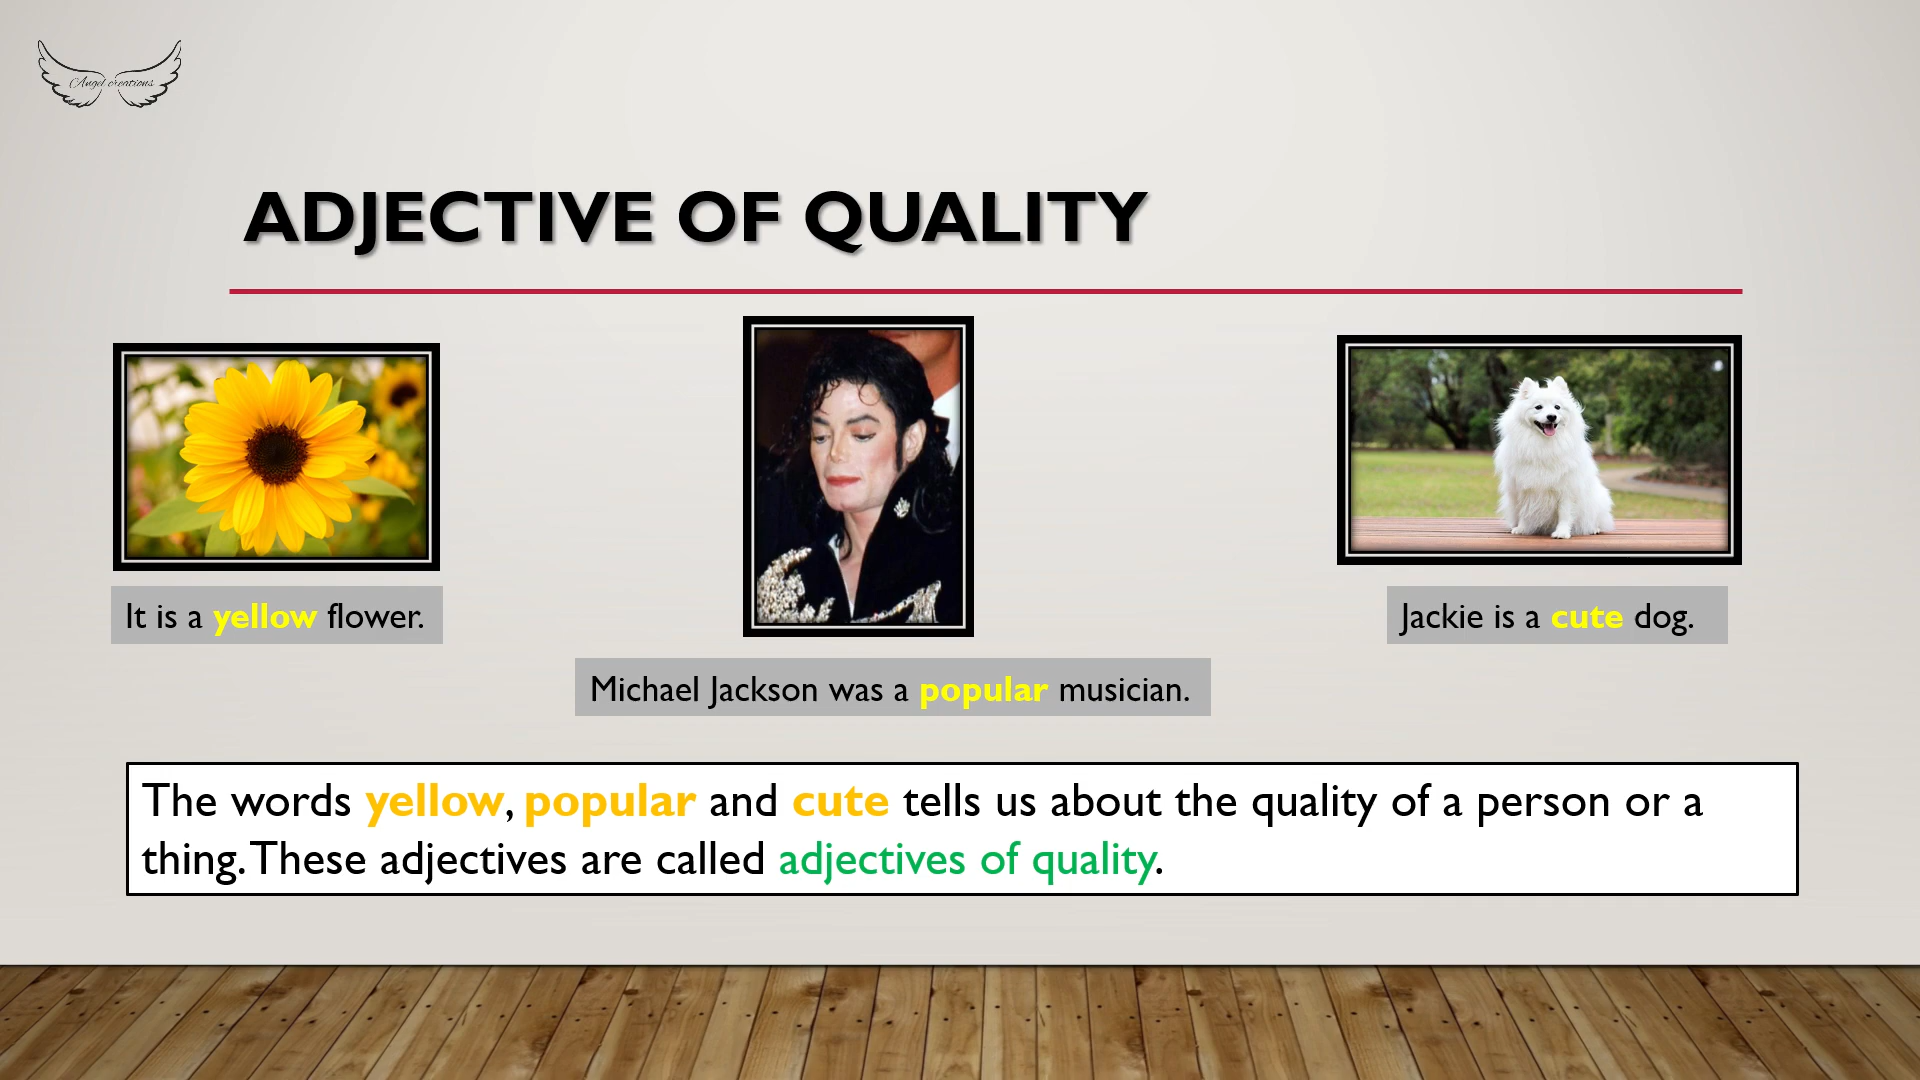 Angel creations
ADJECTIVE OF QUALITY
It is a yellow flower.
Michael Jackson was a popular musician.
Jackie is a cute dog.
The words yellow, popular and cute tells us about the quality of a person or a
thing. These adjectives are called adjectives of quality.